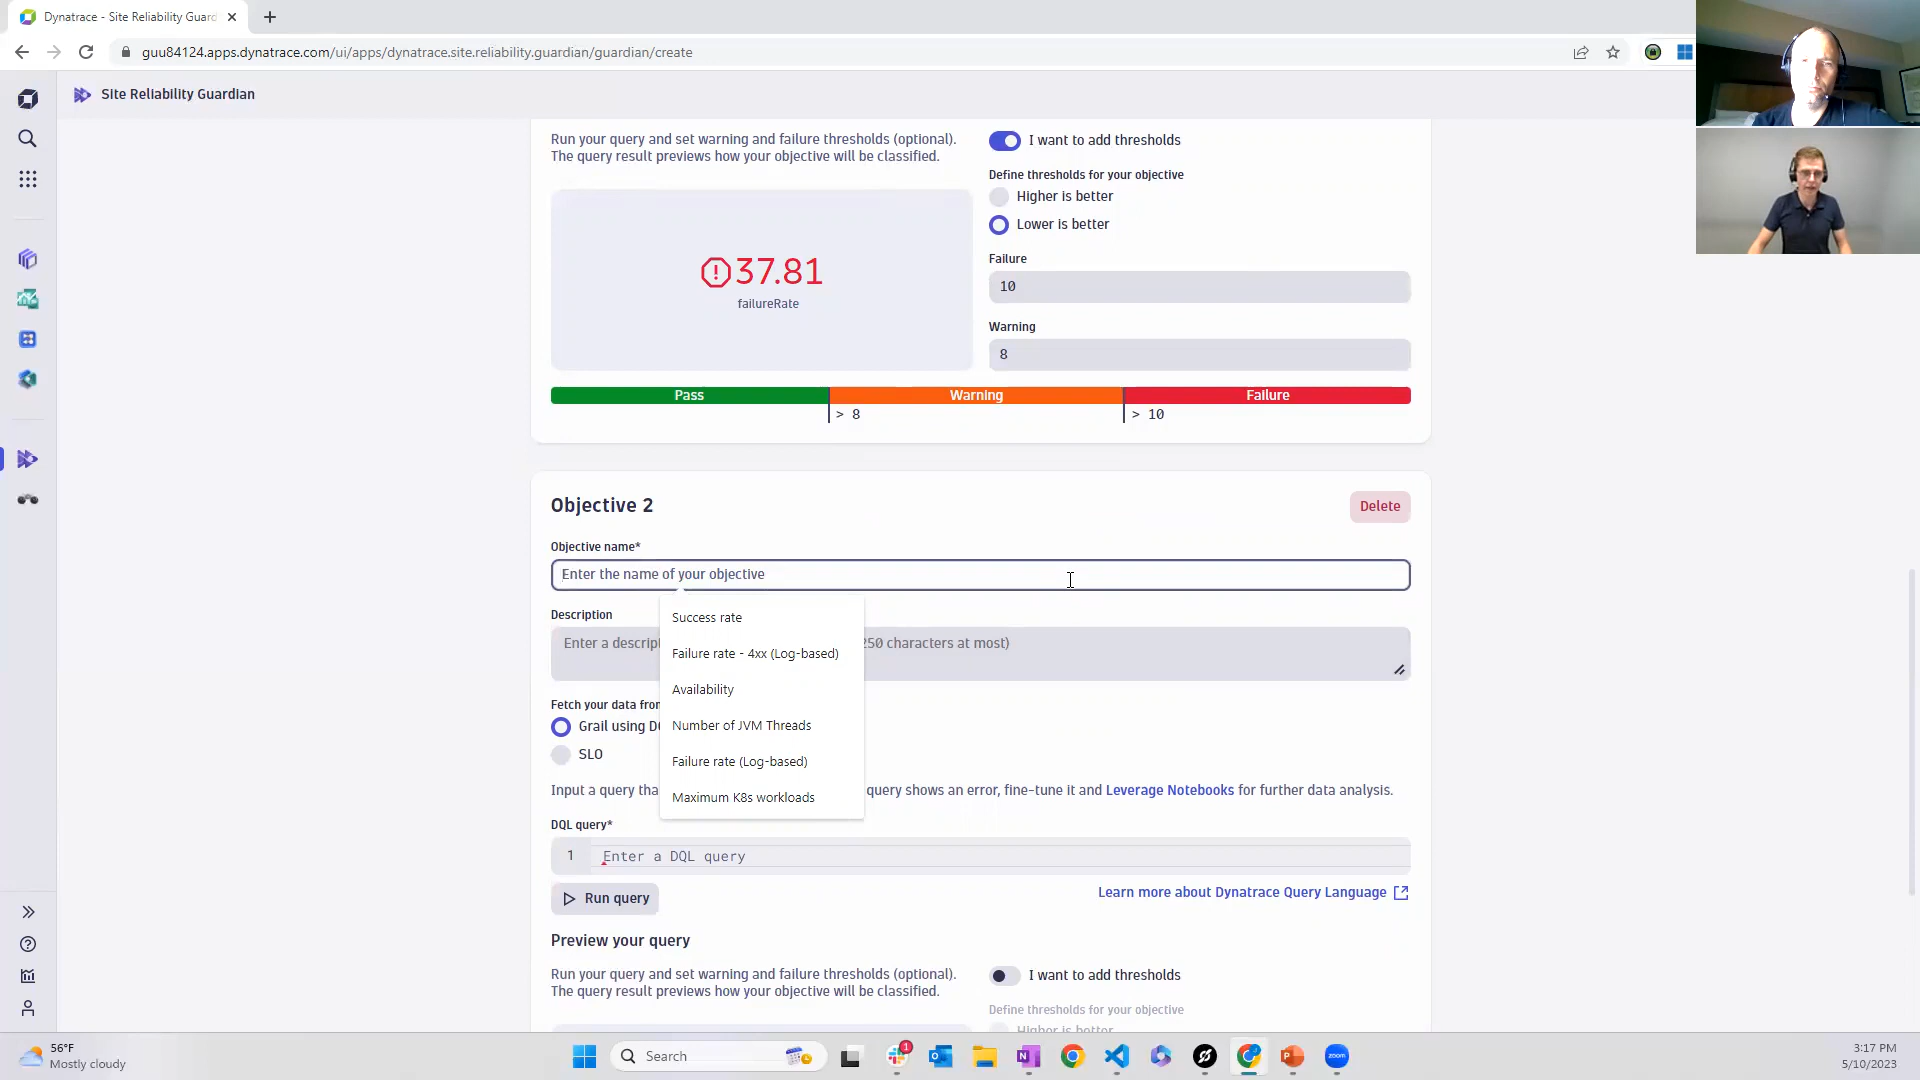 Dynatrace - Site Reliability Guard
guu84124.apps.dynatrace.com/ui/apps/dynatrace.site.reliability.guardian/guardian/create
Site Reliability Guardian
Run your query and set warning and failure thresholds (optional).
The query result previews how your objective will be classified.
I want to add thresholds
Define thresholds for your objective
Higher is better
Lower is better
37.81
failureRate
Failure
10
Warning
8
Pass
Warning
Failure
> 8
> 10
Objective 2
Delete
Objective name*
Enter the name of your objective
Success rate
Failure rate - 4xx (Log-based)
Availability
Number of JVM Threads
Failure rate (Log-based)
Maximum K8s workloads
Description
Enter a descrip 250 characters at most)
Fetch your data from
Grail using D
SLO
Input a query tha query shows an error, fine-tune it and Leverage Notebooks for further data analysis.
DQL query*
1
Enter a DQL query
Run query
Learn more about Dynatrace Query Language
Preview your query
Run your query and set warning and failure thresholds (optional).
The query result previews how your objective will be classified.
I want to add thresholds
Define thresholds for your objective
Higher is better
56°F
Mostly cloudy
Search
1
zoom
3:17 PM
5/10/2023